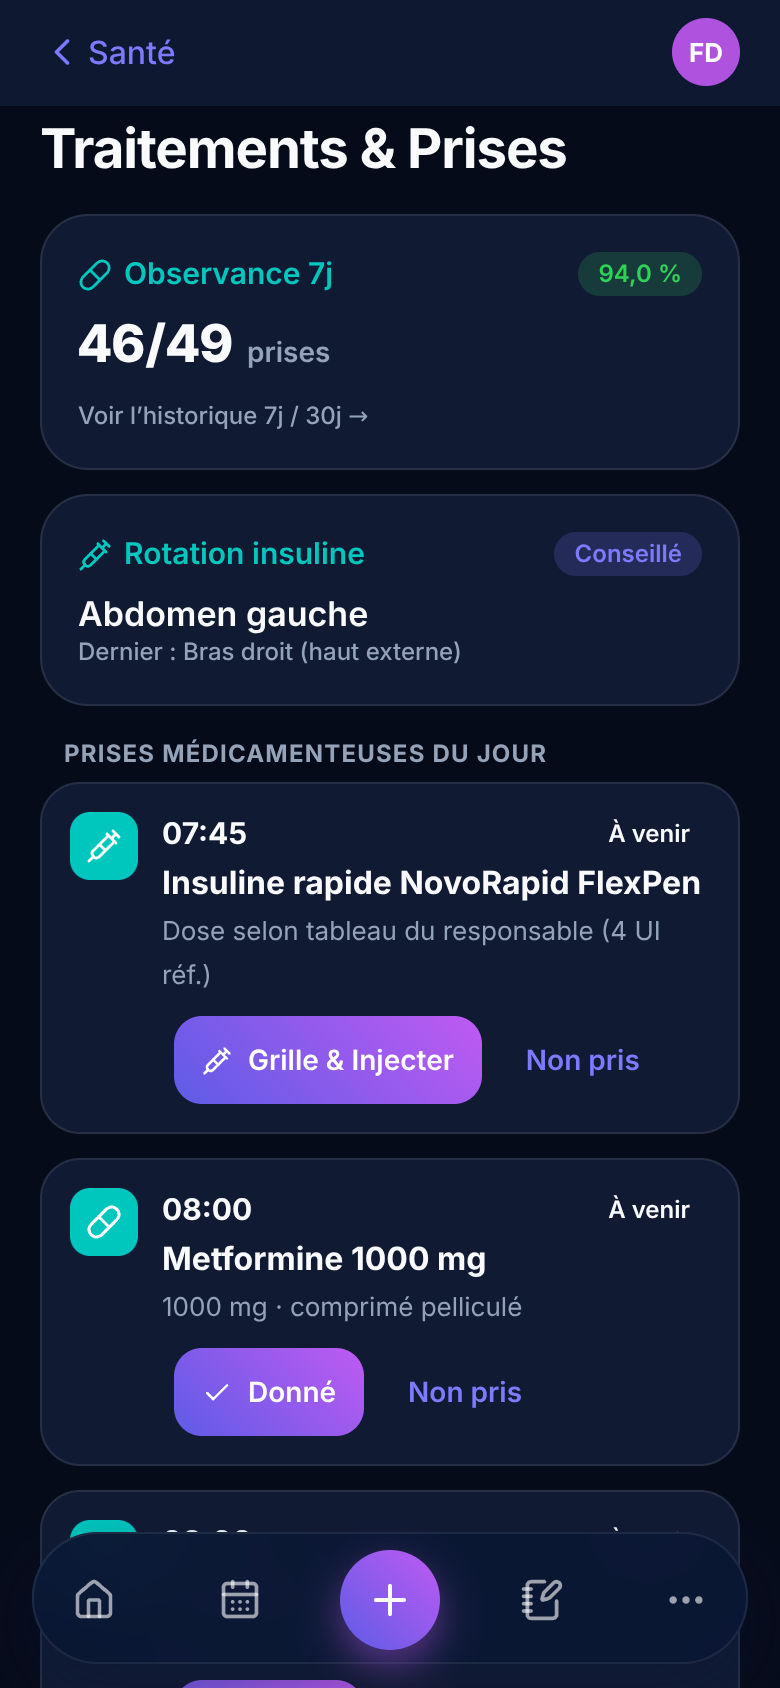 Santé
FD
Traitements & Prises
Observance 7j
94,0 %
46/49 prises
Voir l’historique 7j / 30j →
Rotation insuline
Conseillé
Abdomen gauche
Dernier : Bras droit (haut externe)
PRISES MÉDICAMENTEUSES DU JOUR
07:45
À venir
Insuline rapide NovoRapid FlexPen
Dose selon tableau du responsable (4 UI
réf.)
Grille & Injecter
Non pris
08:00
À venir
Metformine 1000 mg
1000 mg · comprimé pelliculé
Donné
Non pris